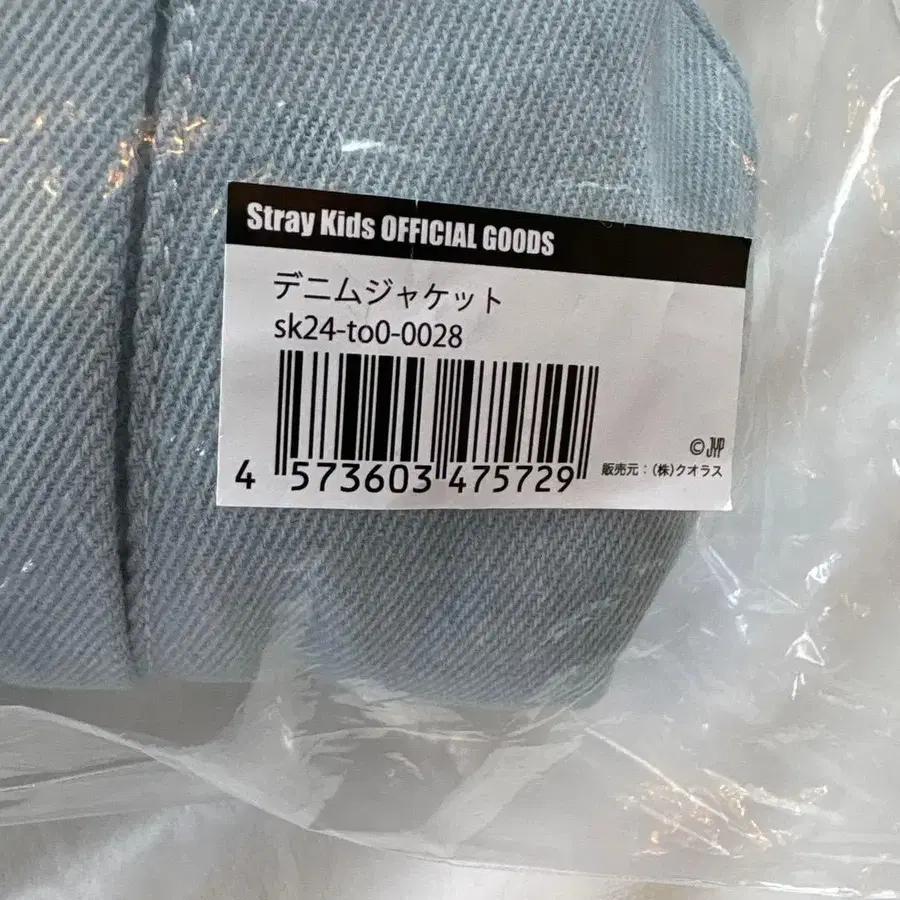 Stray Kids OFFICIAL GOODS
デニムジャケット
sk24-to0-0028
4 573603 475729
©JYP
販売元：(株)クオラス